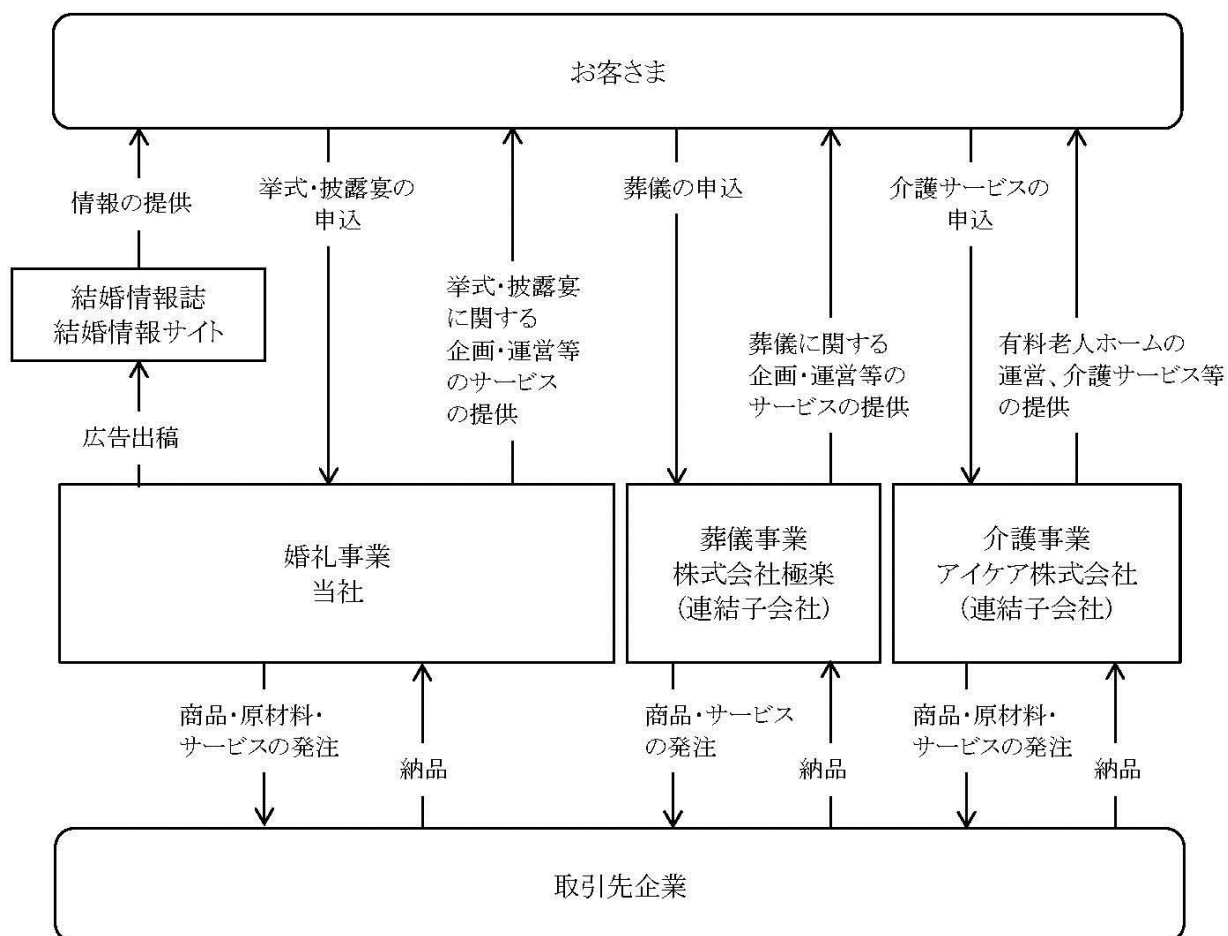 お客さま
情報の提供
挙式・披露宴の
申込
葬儀の申込
介護サービスの
申込
結婚情報誌
結婚情報サイト
挙式・披露宴
に関する
企画・運営等
のサービス
の提供
葬儀に関する
企画・運営等の
サービスの提供
有料老人ホームの
運営、介護サービス等
の提供
広告出稿
婚礼事業
当社
葬儀事業
株式会社極楽
(連結子会社)
介護事業
アイケア株式会社
(連結子会社)
商品・原材料・
サービスの発注
納品
商品・サービス
の発注
納品
商品・原材料・
サービスの発注
納品
取引先企業